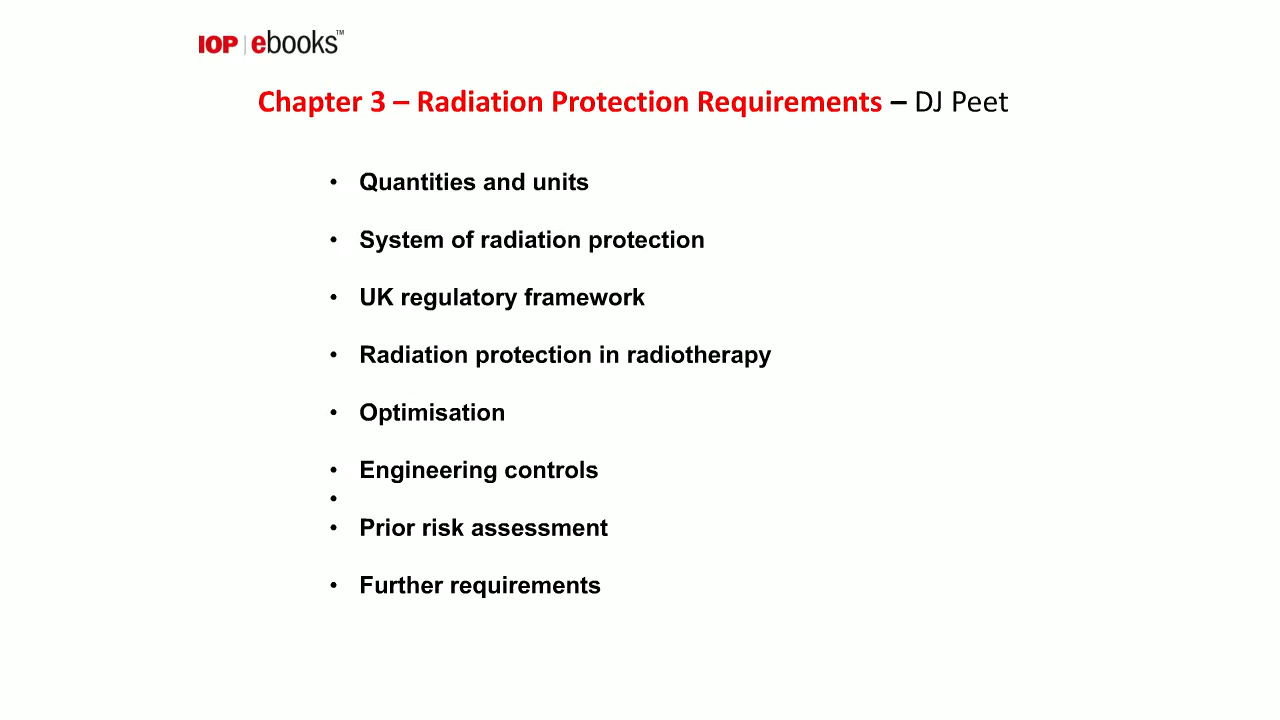 IOP | ebooks™
Chapter 3 – Radiation Protection Requirements – DJ Peet
• Quantities and units
• System of radiation protection
• UK regulatory framework
• Radiation protection in radiotherapy
• Optimisation
• Engineering controls
•
• Prior risk assessment
• Further requirements